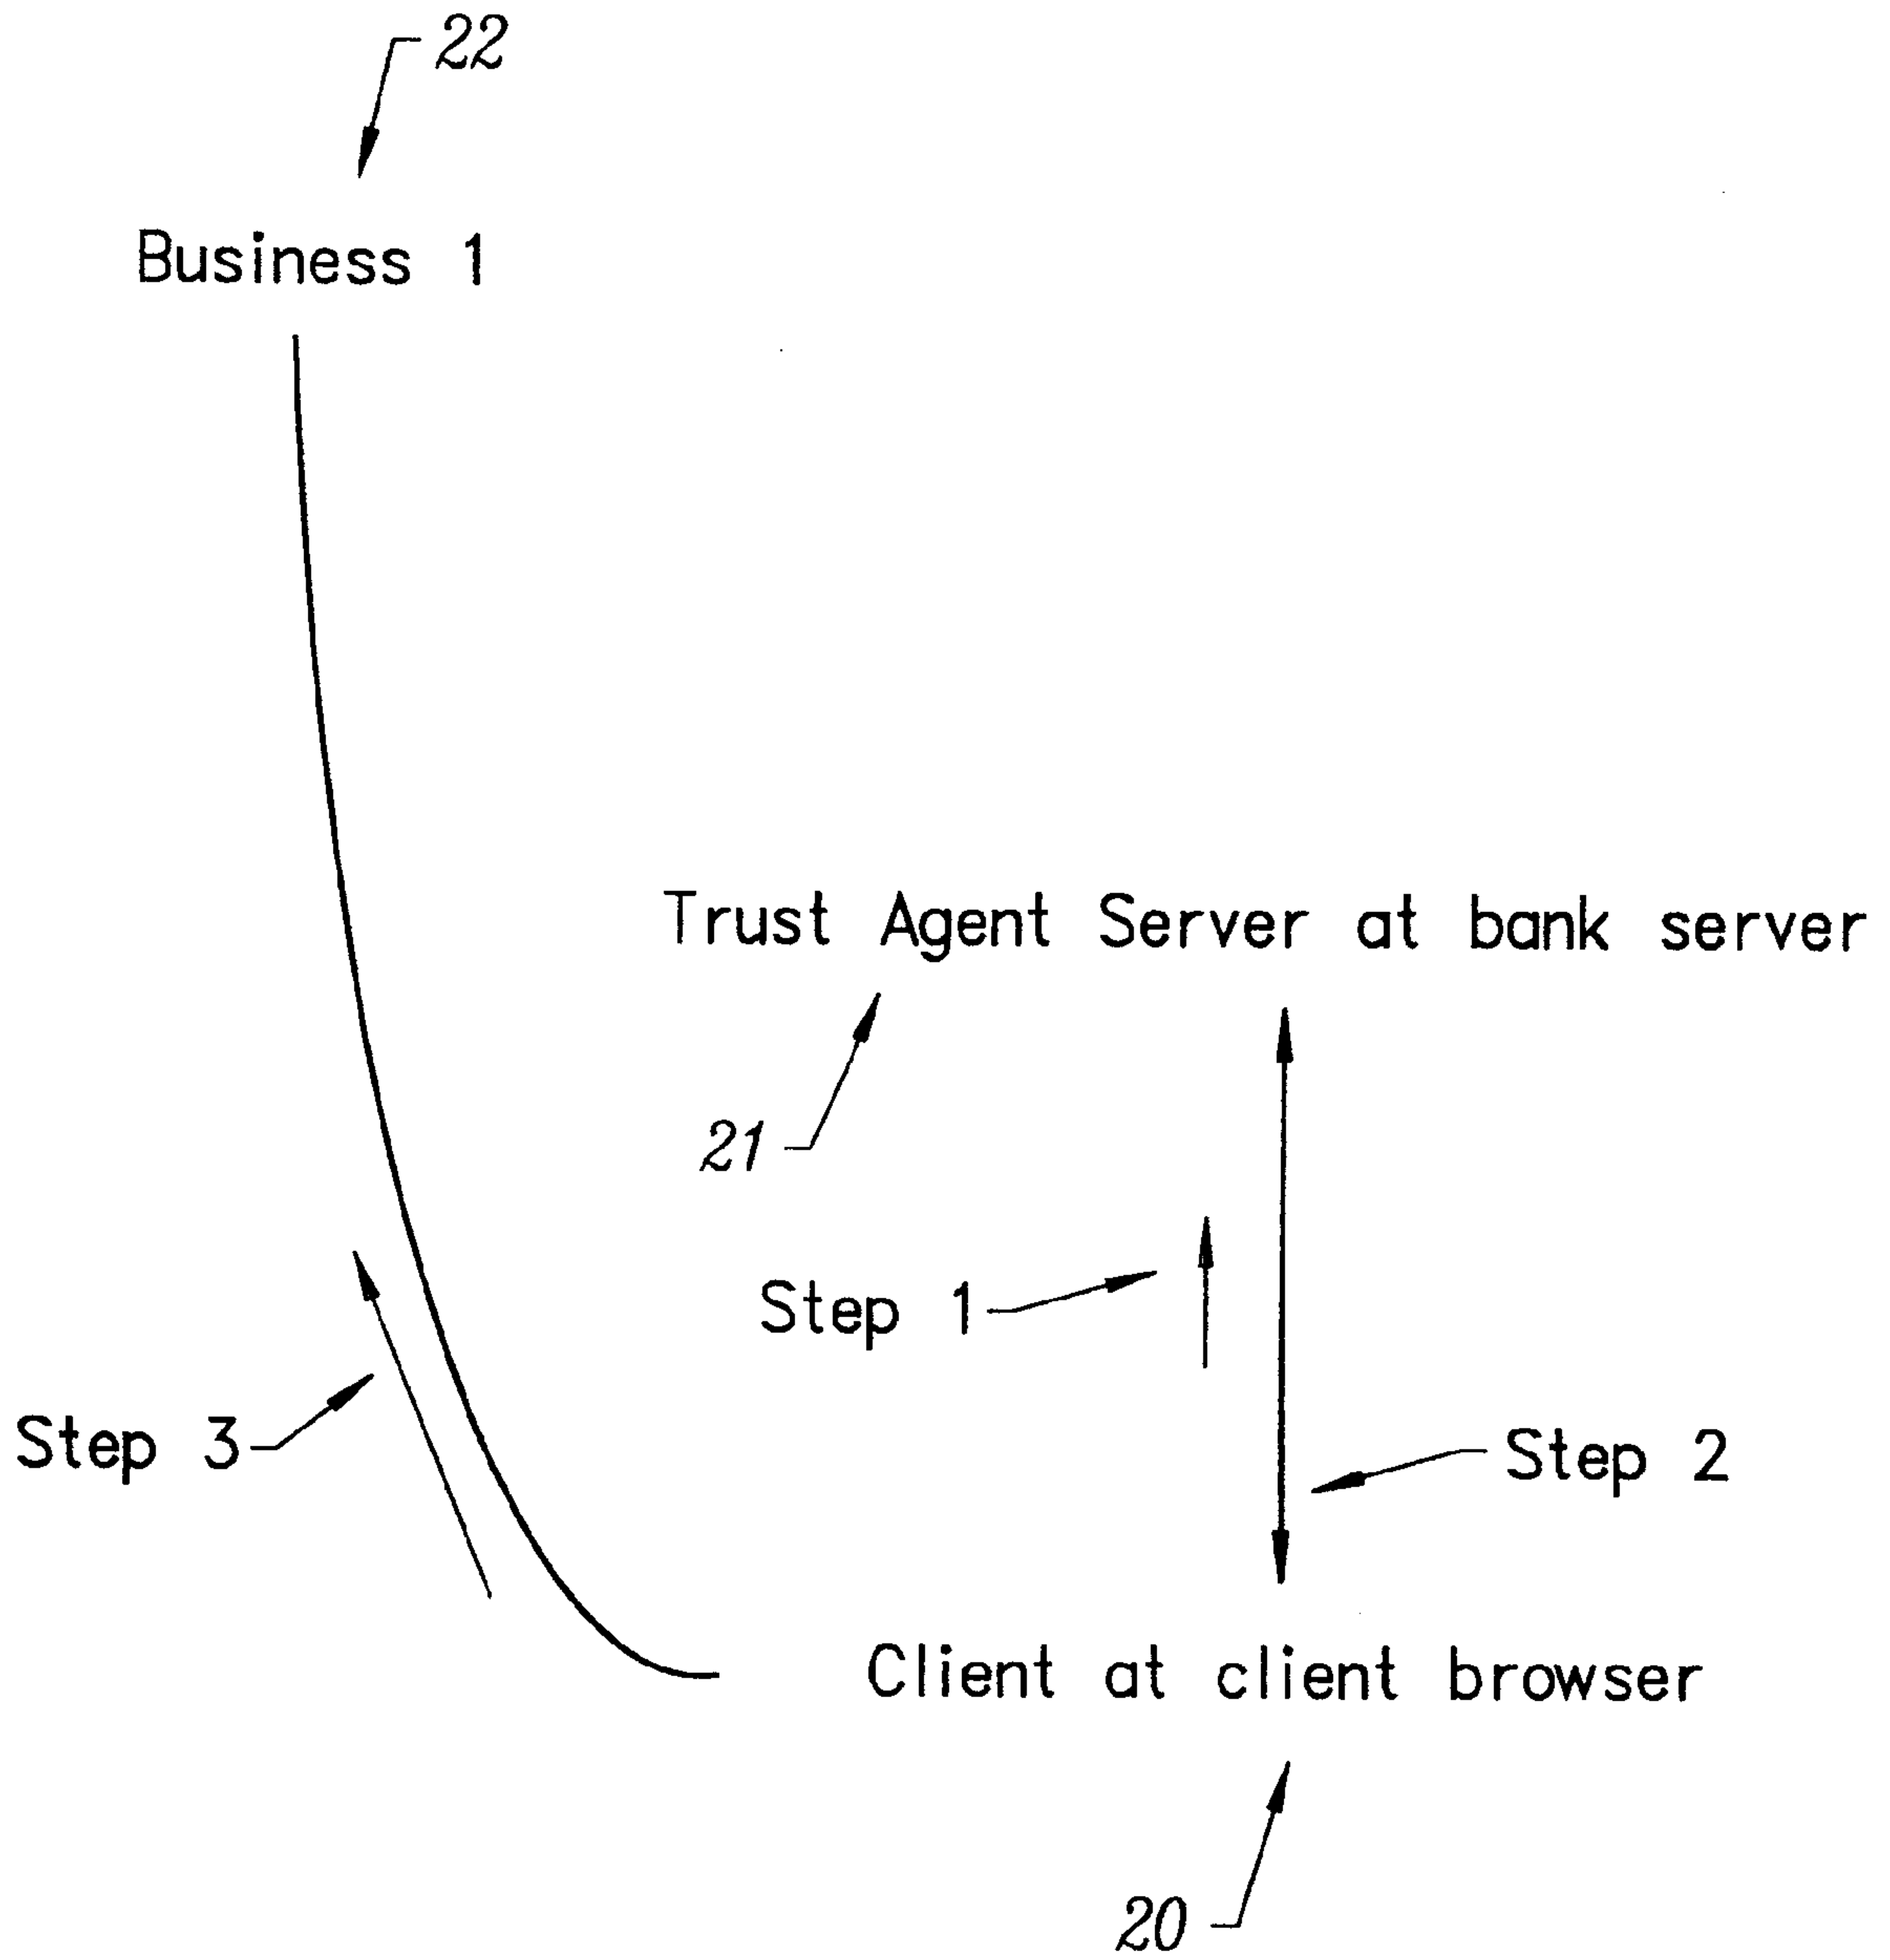 22
Business 1
Trust Agent Server at bank server
21
Step 1
Step 3
Step 2
Client at client browser
20